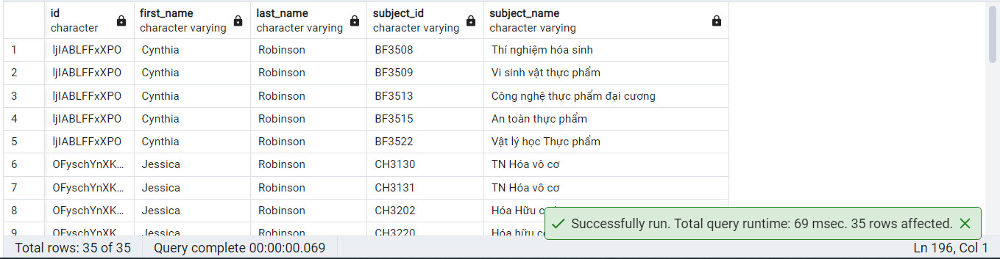 id first_name last_name subject_id subject_name
character character varying character varying character varying character varying
1 ljIABLFFxXPO Cynthia Robinson BF3508 Thí nghiệm hóa sinh
2 ljIABLFFxXPO Cynthia Robinson BF3509 Vi sinh vật thực phẩm
3 ljIABLFFxXPO Cynthia Robinson BF3513 Công nghệ thực phẩm đại cương
4 ljIABLFFxXPO Cynthia Robinson BF3515 An toàn thực phẩm
5 ljIABLFFxXPO Cynthia Robinson BF3522 Vật lý học Thực phẩm
6 OFyschYnXK... Jessica Robinson CH3130 TN Hóa vô cơ
7 OFyschYnXK... Jessica Robinson CH3131 TN Hóa vô cơ
8 OFyschYnXK... Jessica Robinson CH3202 Hóa Hữu
9 OFyschYnXK... Jessica Robinson CH3220 Hóa hữu
Successfully run. Total query runtime: 69 msec. 35 rows affected.
Total rows: 35 of 35 Query complete 00:00:00.069 Ln 196, Col 1